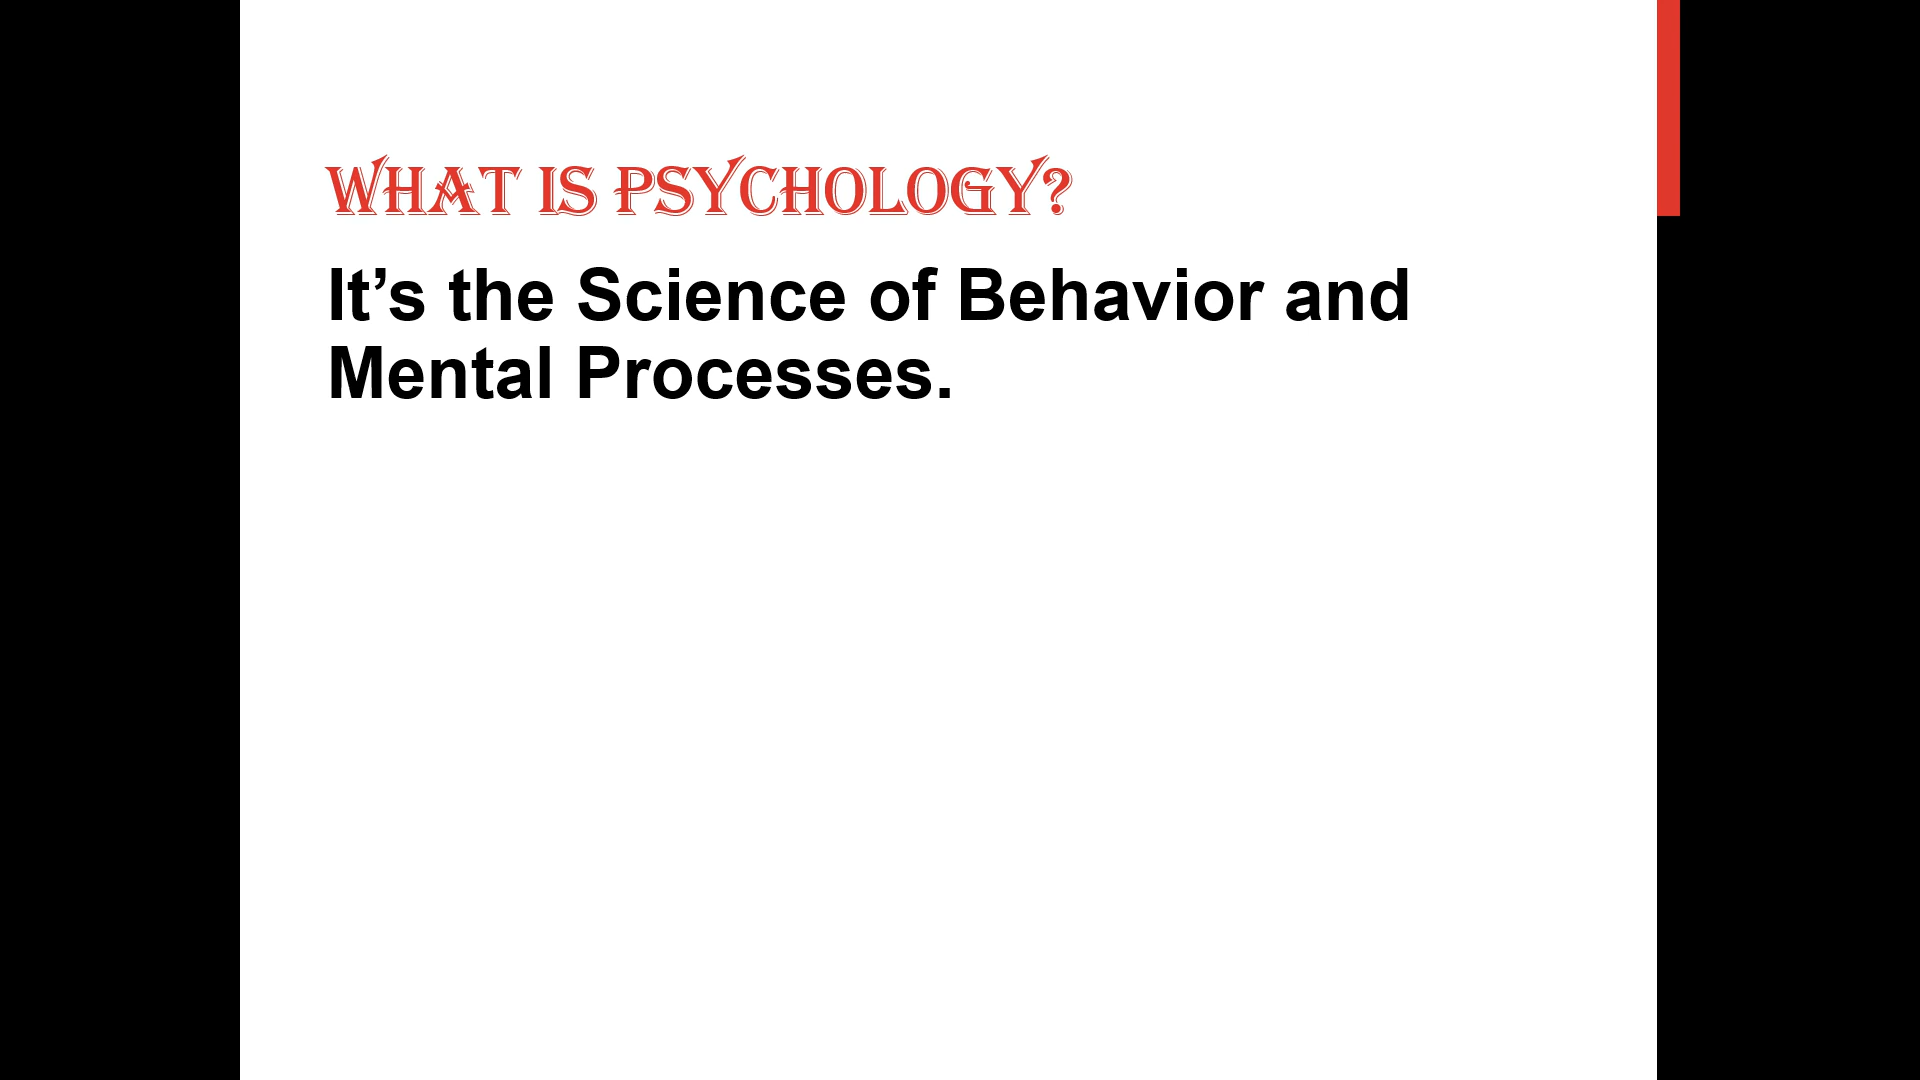 WHAT IS PSYCHOLOGY?
It’s the Science of Behavior and
Mental Processes.